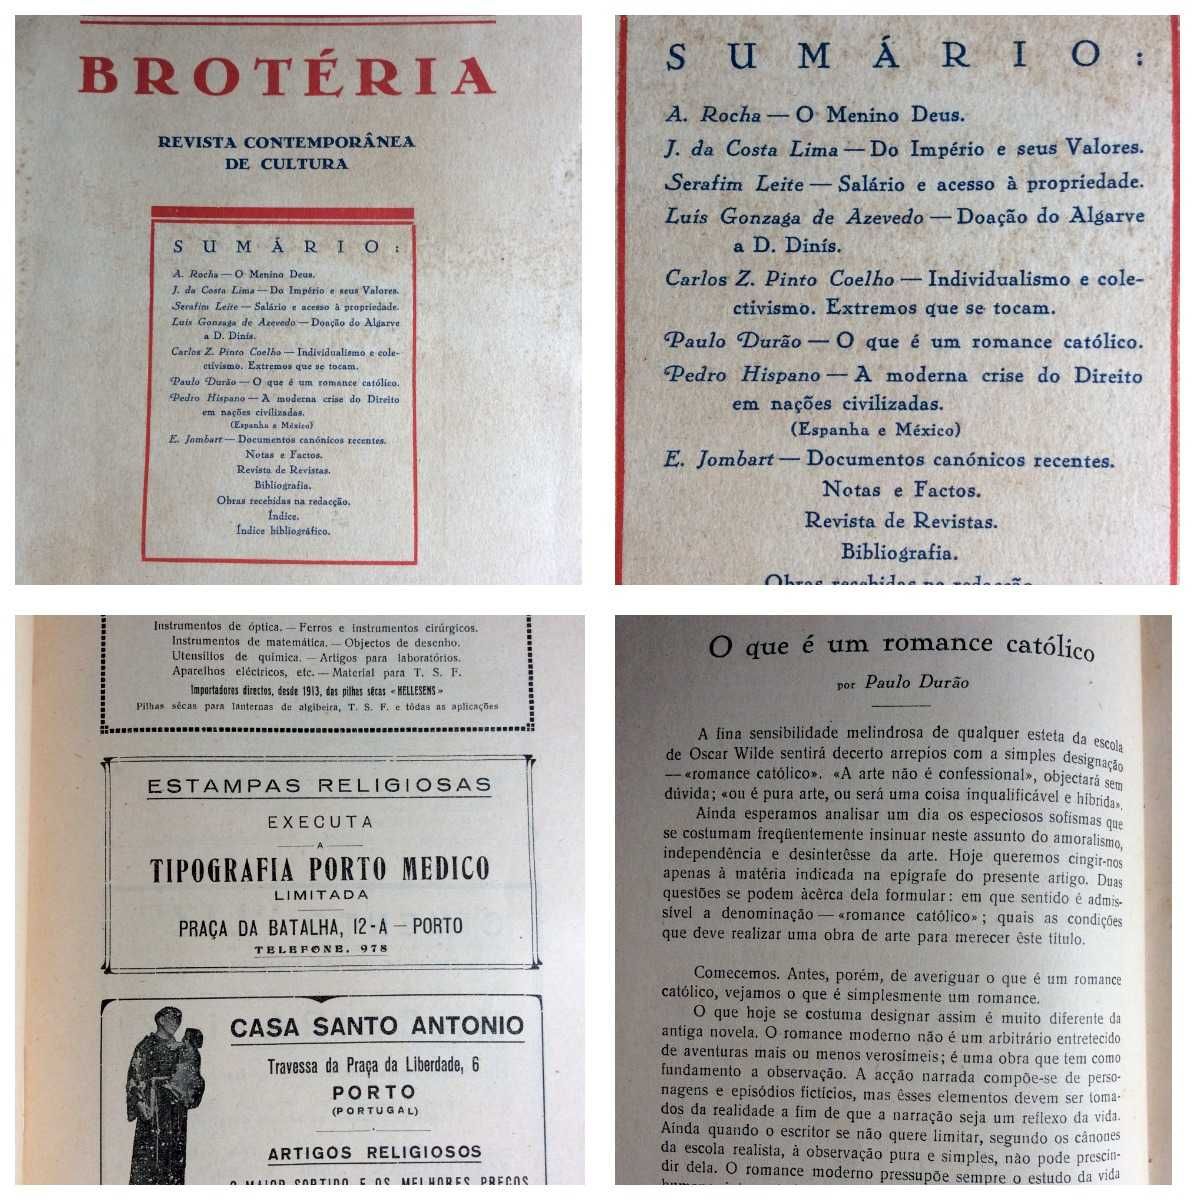 BROTÉRIA
REVISTA CONTEMPORÂNEA
DE CULTURA
SUMÁRIO:
A. Rocha — O Menino Deus.
J. da Costa Lima — Do Império e seus Valores.
Serafim Leite — Salário e acesso à propriedade.
Luís Gonzaga de Azevedo — Doação do Algarve
a D. Dinís.
Carlos Z. Pinto Coelho — Individualismo e cole-
ctivismo. Extremos que se tocam.
Paulo Durão — O que é um romance católico.
Pedro Hispano — A moderna crise do Direito
em nações civilizadas.
(Espanha e México)
E. Jombart — Documentos canónicos recentes.
Notas e Factos.
Revista de Revistas.
Bibliografia.
Obras recebidas na redacção.
Índice.
Índice bibliográfico.
SUMÁRIO:
A. Rocha — O Menino Deus.
J. da Costa Lima — Do Império e seus Valores.
Serafim Leite — Salário e acesso à propriedade.
Luís Gonzaga de Azevedo — Doação do Algarve
a D. Dinís.
Carlos Z. Pinto Coelho — Individualismo e cole-
ctivismo. Extremos que se tocam.
Paulo Durão — O que é um romance católico.
Pedro Hispano — A moderna crise do Direito
em nações civilizadas.
(Espanha e México)
E. Jombart — Documentos canónicos recentes.
Notas e Factos.
Revista de Revistas.
Bibliografia.
Obras recebidas na redacção
Instrumentos de óptica. — Ferros e instrumentos cirúrgicos.
Instrumentos de matemática. — Objectos de desenho.
Utensílios de química. — Artigos para laboratórios.
Aparelhos eléctricos, etc. — Material para T. S. F.
Importadores directos, desde 1913, das pilhas sêcas «HELLESENS»
Pilhas sêcas para lanternas de algibeira, T. S. F. e tôdas as aplicações
ESTAMPAS RELIGIOSAS
EXECUTA
A
TIPOGRAFIA PORTO MEDICO
LIMITADA
PRAÇA DA BATALHA, 12-A — PORTO
TELEFONE, 978
CASA SANTO ANTONIO
Travessa da Praça da Liberdade, 6
PORTO
(PORTUGAL)
ARTIGOS RELIGIOSOS
O MAIOR SORTIDO E OS MELHORES PREÇOS
O que é um romance católico
por Paulo Durão
A fina sensibilidade melindrosa de qualquer esteta da escola
de Oscar Wilde sentirá decerto arrepios com a simples designação
— «romance católico». «A arte não é confessional», objectará sem
dúvida; «ou é pura arte, ou será uma coisa inqualificável e híbrida».
Ainda esperamos analisar um dia os especiosos sofismas que
se costumam freqüentemente insinuar neste assunto do amoralismo,
independência e desinterêsse da arte. Hoje queremos cingir-nos
apenas à matéria indicada na epígrafe do presente artigo. Duas
questões se podem àcêrca dela formular: em que sentido é admis-
sível a denominação — «romance católico»; quais as condições
que deve realizar uma obra de arte para merecer êste título.
Comecemos. Antes, porém, de averiguar o que é um romance
católico, vejamos o que é simplesmente um romance.
O que hoje se costuma designar assim é muito diferente da
antiga novela. O romance moderno não é um arbitrário entretecido
de aventuras mais ou menos verosímeis; é uma obra que tem como
fundamento a observação. A acção narrada compõe-se de perso-
nagens e episódios fictícios, mas êsses elementos devem ser toma-
dos da realidade a fim de que a narração seja um reflexo da vida.
Ainda quando o escritor se não quere limitar, segundo os cânones
da escola realista, à observação pura e simples, não pode prescin-
dir dela. O romance moderno pressupõe sempre o estudo da vida